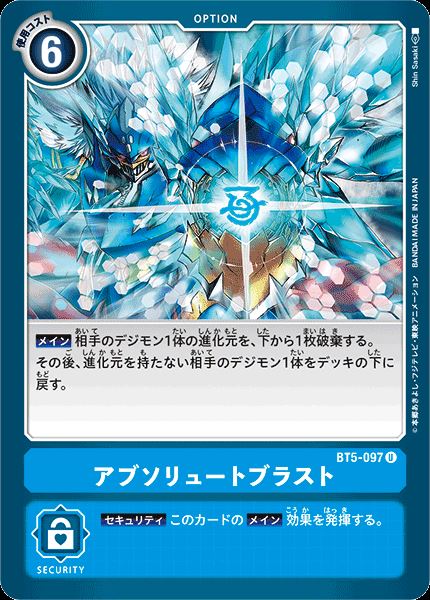 OPTION
使用コスト
6
Shin Sasaki
©本郷あきよし・フジテレビ・東映アニメーション BANDAI MADE IN JAPAN
メイン 相手のデジモン1体の進化元を、下から1枚破棄する。
その後、進化元を持たない相手のデジモン1体をデッキの下に
戻す。
BT5-097 U
アブソリュートブラスト
セキュリティ このカードの メイン 効果を発揮する。
SECURITY